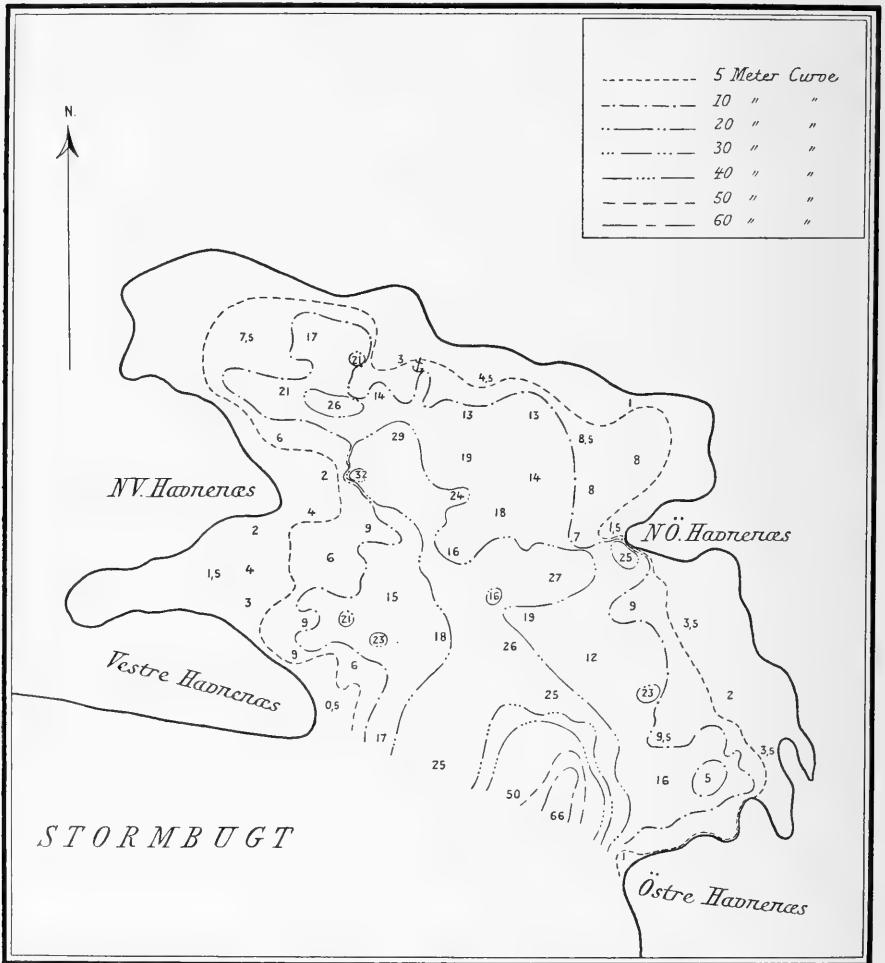 5 Meter Curve
10 " "
20 " "
30 " "
40 " "
50 " "
60 " "
N.
7,5 17
21 3
4,5
21 26 14
13 13 1
6 29 8,5
19 8
2 32 14
NV. Havnenæs
24 8
4 18
2 9 7 1,5
NÖ. Havnenæs
6 16 25
1,5 4 27
3 15 16 9
9 21 19 3,5
23 18 26 12
9 6
Vestre Havnenæs
0,5 25 23 2
17 9,5 3,5
25 16 5
50
66
STORMBUGT
Östre Havnenæs